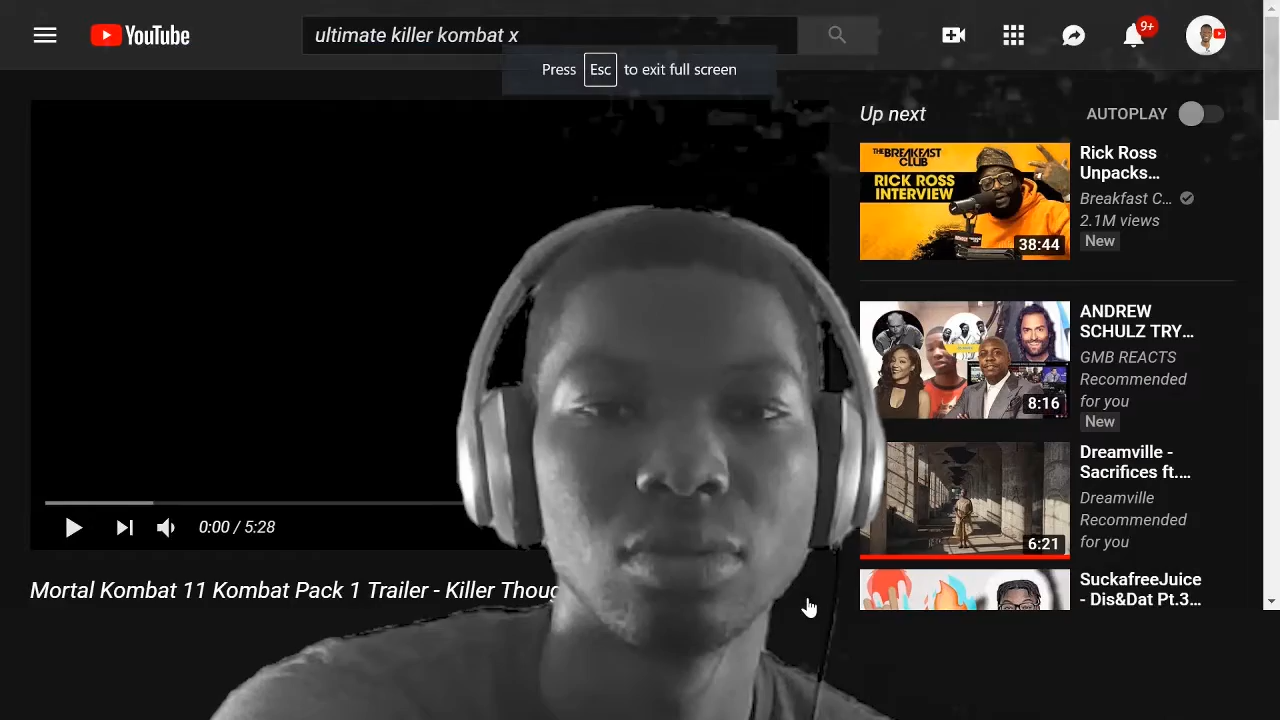 YouTube
ultimate killer kombat x
9+
Press Esc to exit full screen
Up next
AUTOPLAY
THE BREAKFAST CLUB
RICK ROSS
INTERVIEW
38:44
Rick Ross
Unpacks...
Breakfast C...
2.1M views
New
ANDREW
SCHULZ TRY...
GMB REACTS
Recommended
for you
New
8:16
Dreamville -
Sacrifices ft....
Dreamville
Recommended
for you
6:21
SuckafreeJuice
- Dis&Dat Pt.3...
0:00 / 5:28
Mortal Kombat 11 Kombat Pack 1 Trailer - Killer Thoug